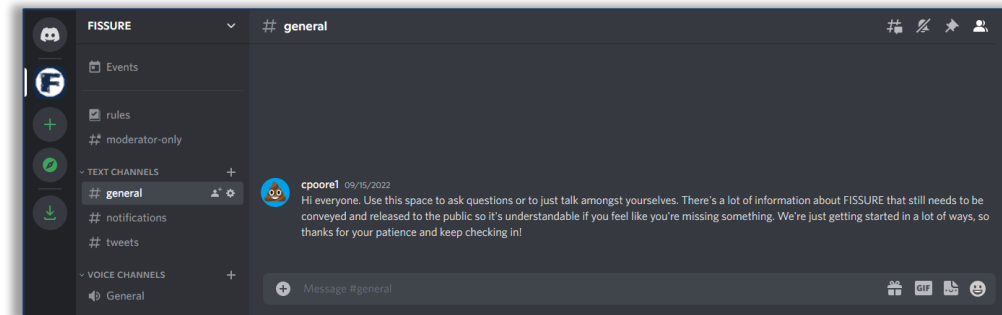 FISSURE
Events
rules
moderator-only
TEXT CHANNELS
general
notifications
tweets
VOICE CHANNELS
General
F
# general
cpoore1 09/15/2022
Hi everyone. Use this space to ask questions or to just talk amongst yourselves. There's a lot of information about FISSURE that still needs to be
conveyed and released to the public so it's understandable if you feel like you're missing something. We're just getting started in a lot of ways, so
thanks for your patience and keep checking in!
Message #general
GIF